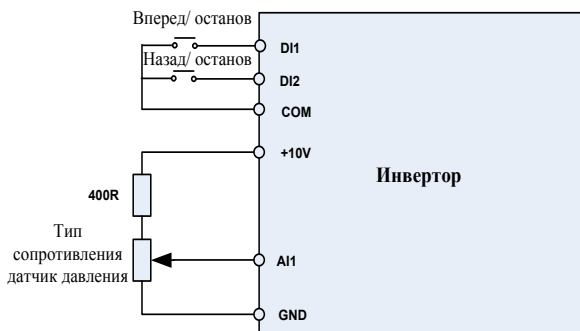 Вперед/ останов
DI1
Назад/ останов
DI2
COM
+10V
Инвертор
400R
Тип
сопротивления
датчик давления
AI1
GND